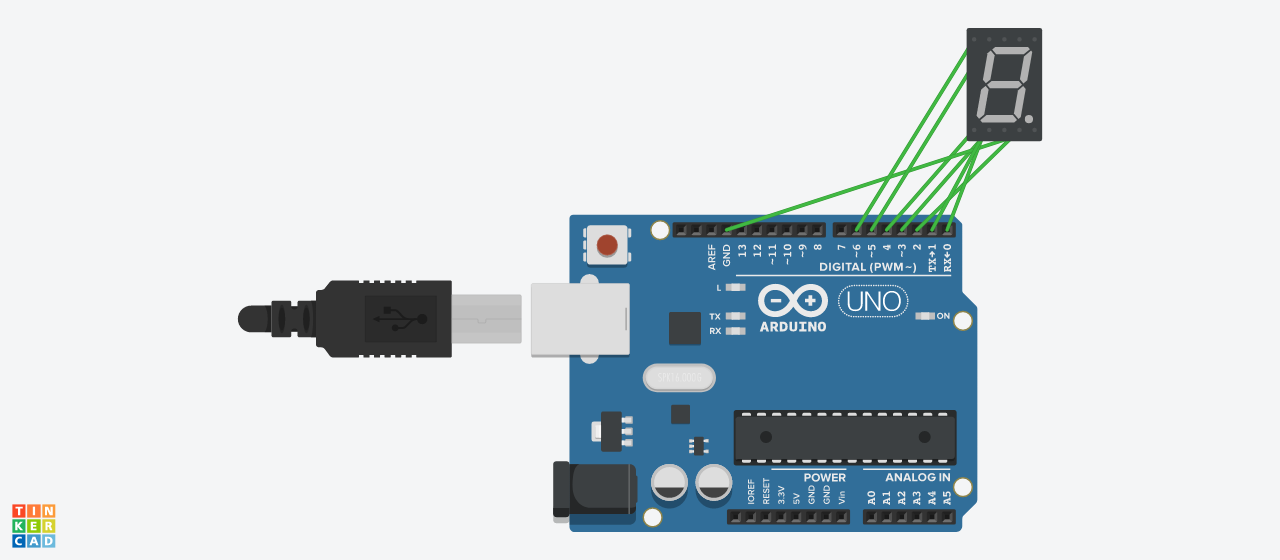 AREF
GND
13
12
~11
~10
~9
8
7
~6
~5
4
~3
2
TX→1
RX←0
DIGITAL (PWM~)
L
TX
RX
ARDUINO
UNO
ON
POWER
ANALOG IN
IOREF
RESET
3.3V
5V
GND
GND
Vin
A0
A1
A2
A3
A4
A5
TIN
KER
CAD